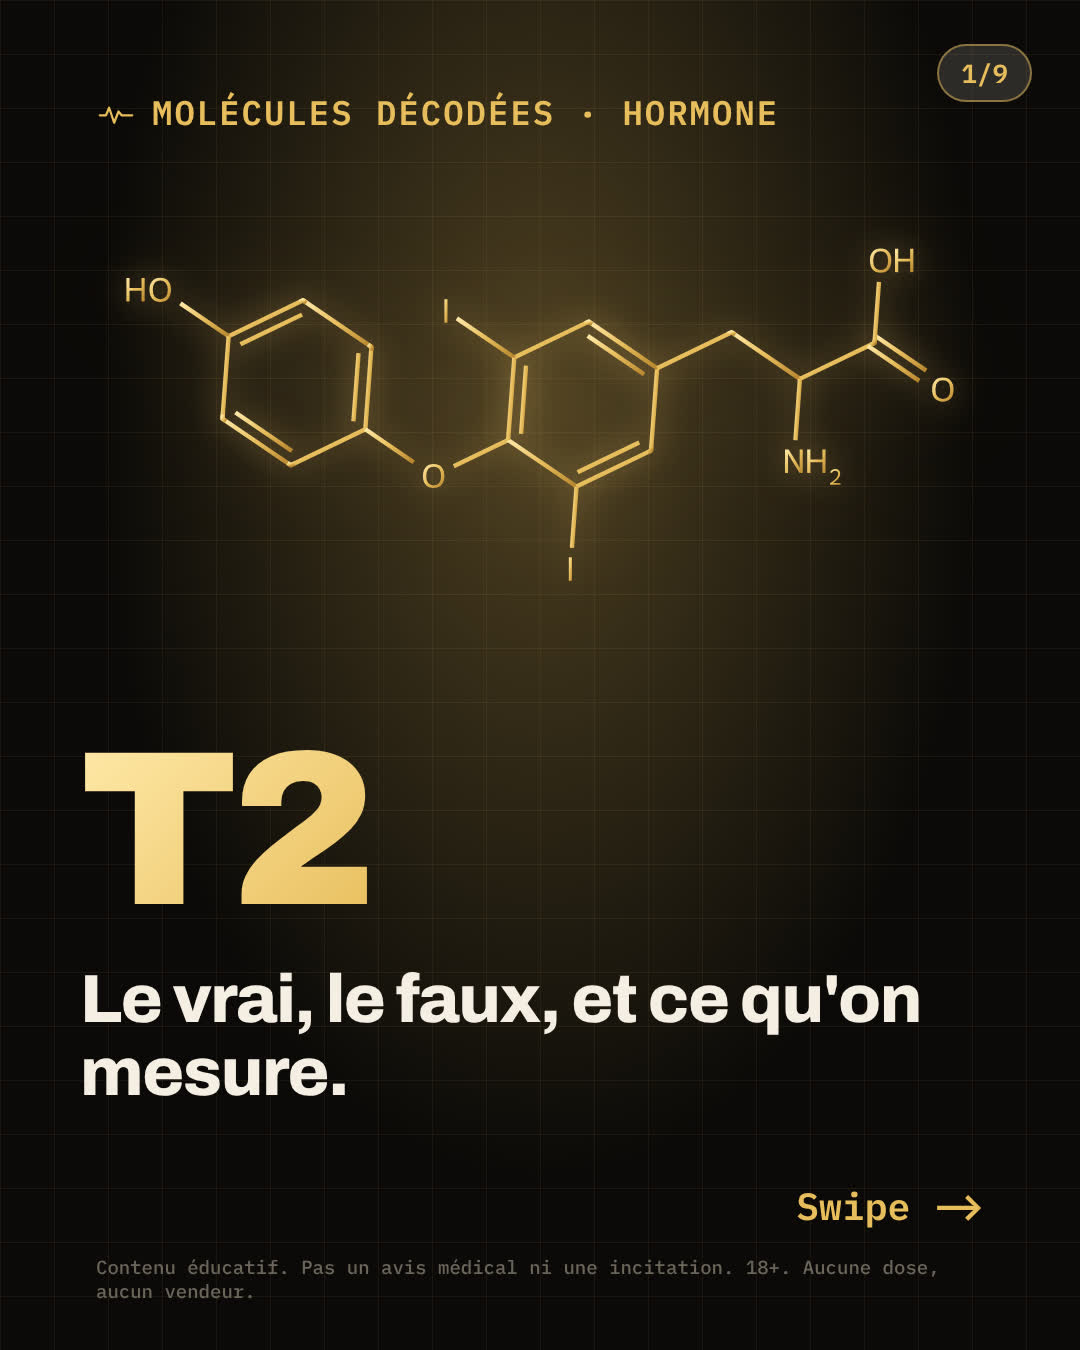 1/9
MOLÉCULES DÉCODÉES · HORMONE
HO
I
OH
O
NH2
O
I
T2
Le vrai, le faux, et ce qu'on
mesure.
Swipe →
Contenu éducatif. Pas un avis médical ni une incitation. 18+. Aucune dose,
aucun vendeur.